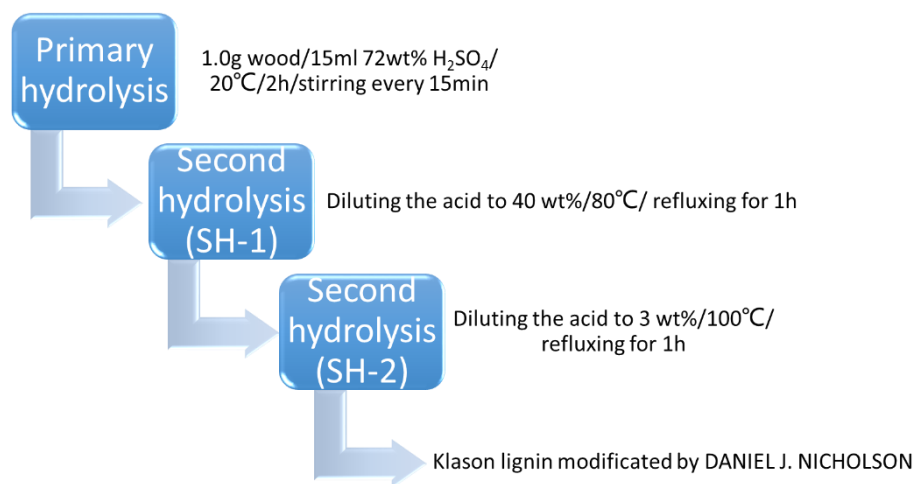 Primary
hydrolysis
1.0g wood/15ml 72wt% H₂SO₄/
20℃/2h/stirring every 15min
Second
hydrolysis
(SH-1)
Diluting the acid to 40 wt%/80℃/ refluxing for 1h
Second
hydrolysis
(SH-2)
Diluting the acid to 3 wt%/100℃/
refluxing for 1h
Klason lignin modificated by DANIEL J. NICHOLSON